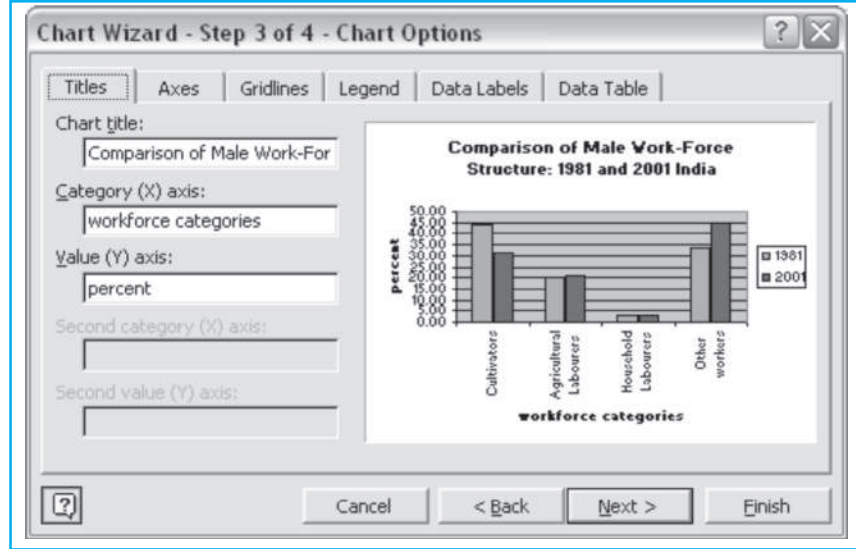 Chart Wizard - Step 3 of 4 - Chart Options
?
Titles
Axes
Gridlines
Legend
Data Labels
Data Table
Chart title:
Comparison of Male Work-For
Category (X) axis:
workforce categories
Value (Y) axis:
percent
Second category (X) axis:
Second value (Y) axis:
Comparison of Male Work-Force
Structure: 1981 and 2001 India
percent
50.00
45.00
40.00
35.00
30.00
25.00
20.00
15.00
10.00
5.00
0.00
Cultivators
Agricultural
Labourers
Household
Labourers
Other
workers
workforce categories
1981
2001
?
Cancel
< Back
Next >
Finish